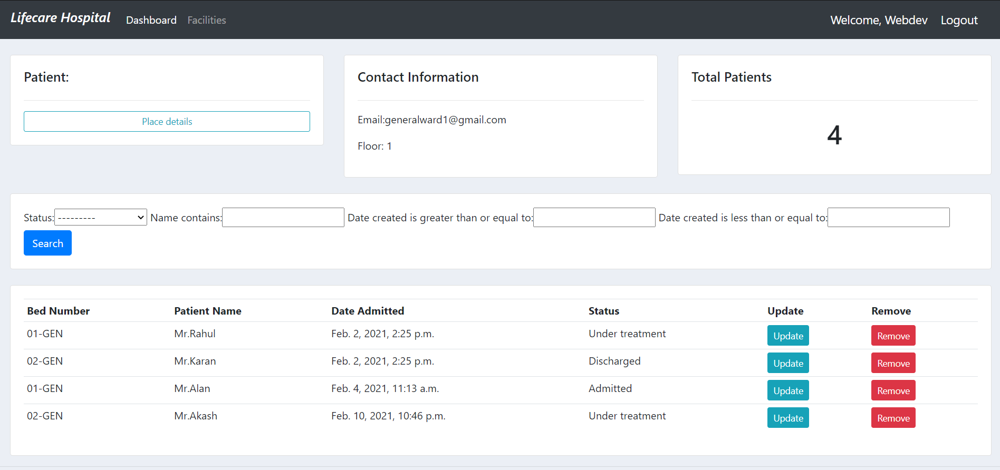 Lifecare Hospital Dashboard Facilities Welcome, Webdev Logout
Patient:
Place details
Contact Information
Email:generalward1@gmail.com
Floor: 1
Total Patients
4
Status: --------- Name contains: Date created is greater than or equal to: Date created is less than or equal to:
Search
Bed Number Patient Name Date Admitted Status Update Remove
01-GEN Mr.Rahul Feb. 2, 2021, 2:25 p.m. Under treatment Update Remove
02-GEN Mr.Karan Feb. 2, 2021, 2:25 p.m. Discharged Update Remove
01-GEN Mr.Alan Feb. 4, 2021, 11:13 a.m. Admitted Update Remove
02-GEN Mr.Akash Feb. 10, 2021, 10:46 p.m. Under treatment Update Remove